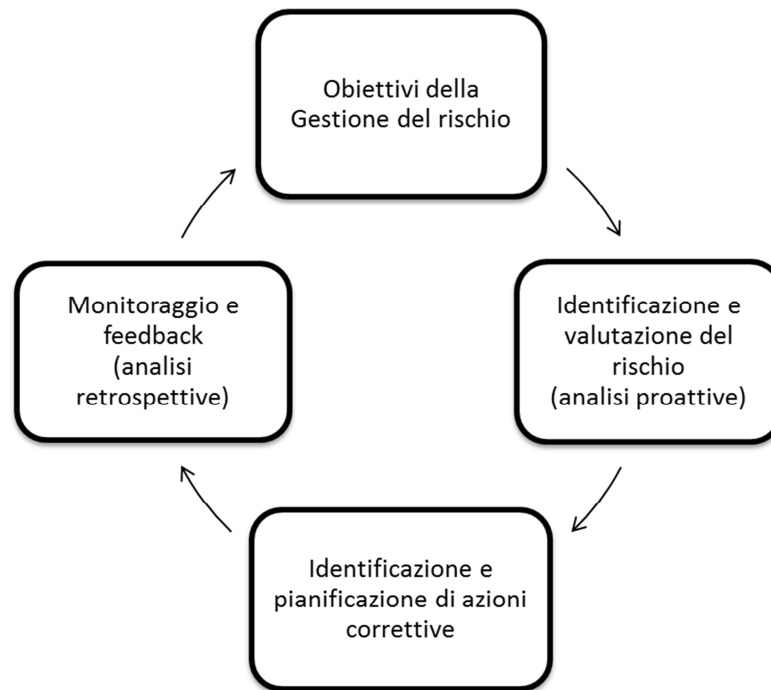 Obiettivi della
Gestione del rischio
Identificazione e
valutazione del
rischio
(analisi proattive)
Identificazione e
pianificazione di azioni
correttive
Monitoraggio e
feedback
(analisi
retrospettive)